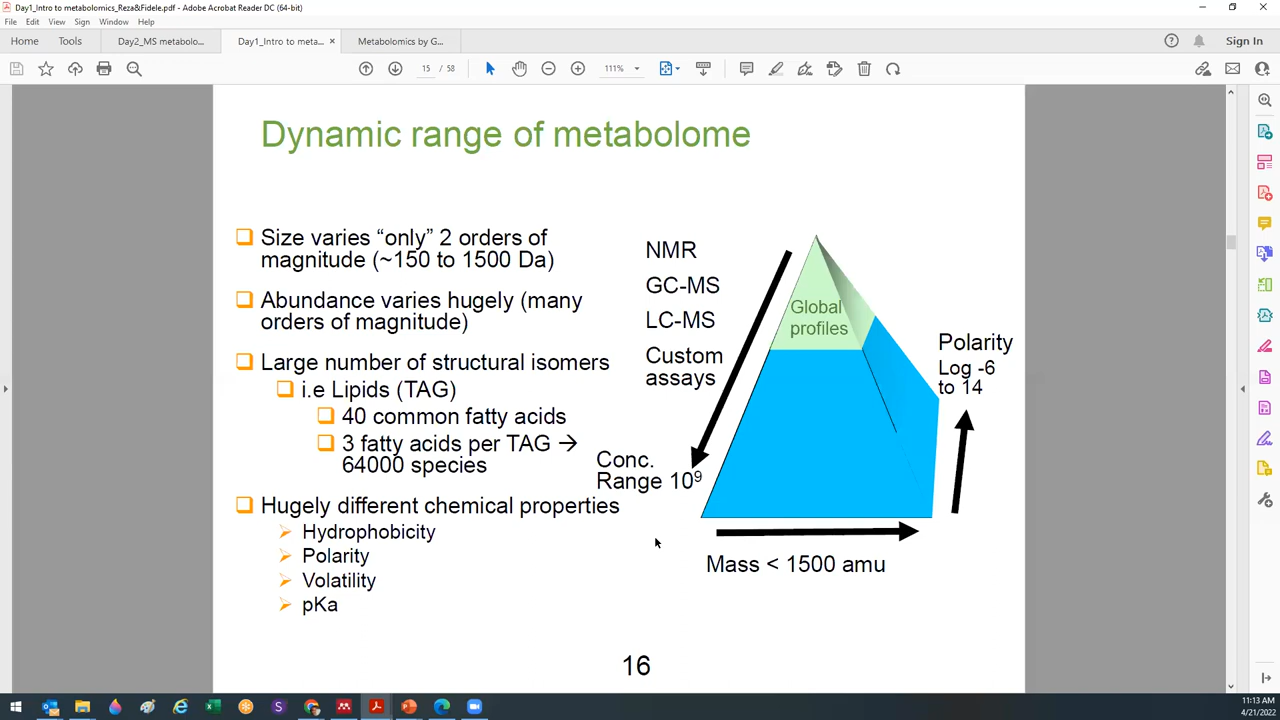 Day1_Intro to metabolomics_Reza&Fidele.pdf - Adobe Acrobat Reader DC (64-bit)
File Edit View Sign Window Help
Home Tools Day2_MS metabolo... Day1_Intro to meta... × Metabolomics by G... Sign In
15 / 58 111%
Dynamic range of metabolome
Size varies “only” 2 orders of
magnitude (~150 to 1500 Da)
Abundance varies hugely (many
orders of magnitude)
Large number of structural isomers
i.e Lipids (TAG)
40 common fatty acids
3 fatty acids per TAG →
64000 species
Hugely different chemical properties
Hydrophobicity
Polarity
Volatility
pKa
NMR
GC-MS
LC-MS
Custom
assays
Global
profiles
Polarity
Log -6
to 14
Conc.
Range 10⁹
Mass < 1500 amu
16
11:13 AM
4/21/2022